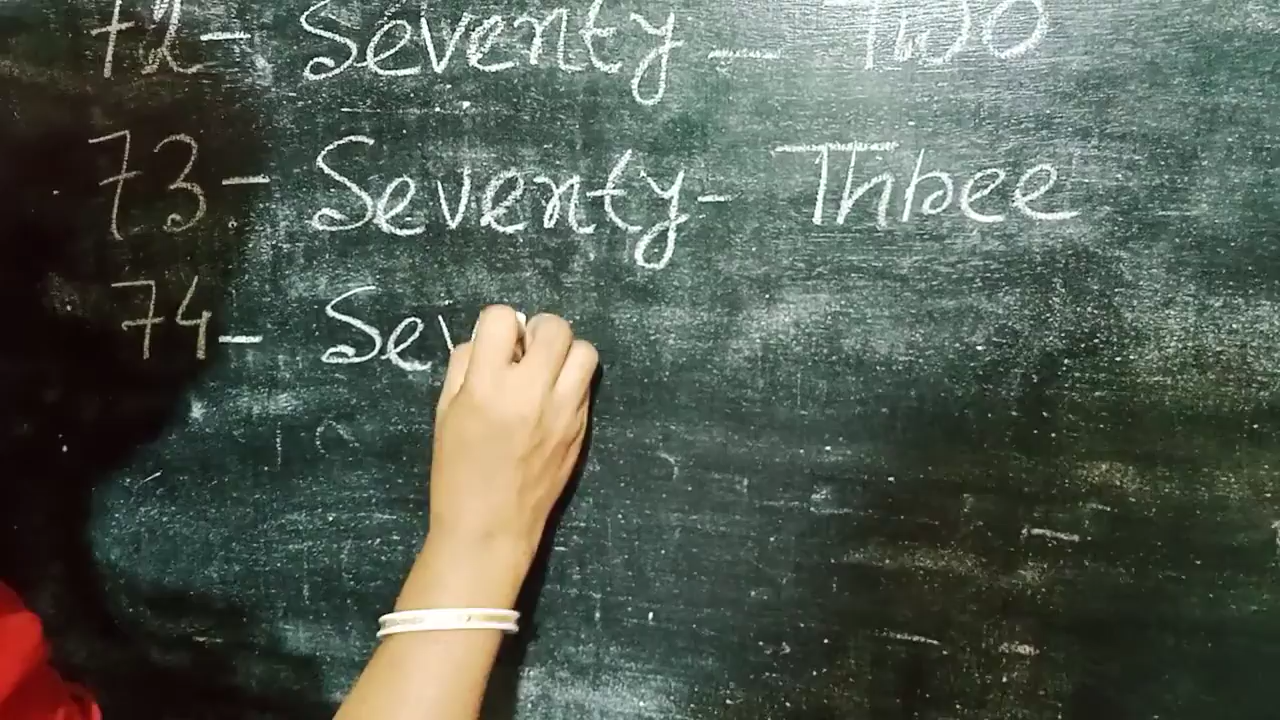 72- Seventy - Two
73- Seventy- Three
74- Sev